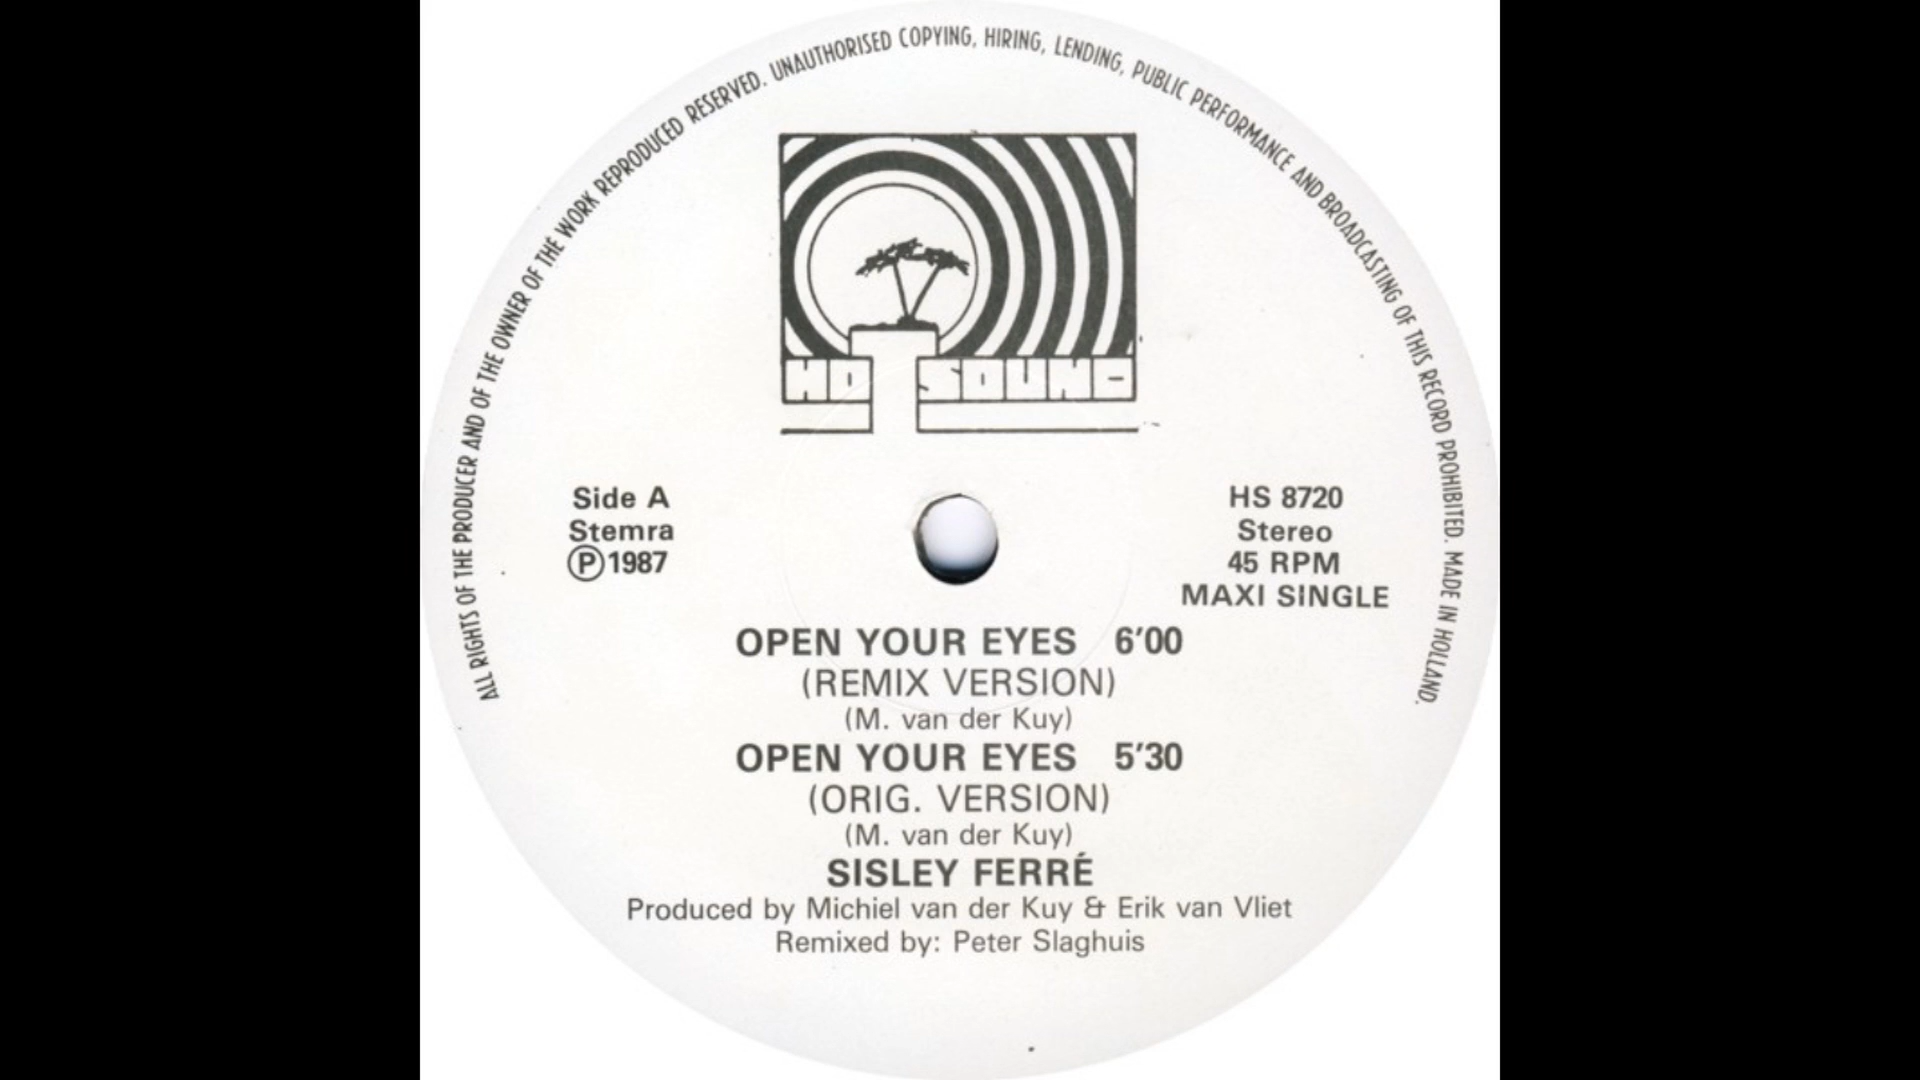 ALL RIGHTS OF THE PRODUCER AND OF THE OWNER OF THE WORK REPRODUCED RESERVED. UNAUTHORISED COPYING, HIRING, LENDING, PUBLIC PERFORMANCE AND BROADCASTING OF THIS RECORD PROHIBITED. MADE IN HOLLAND.
SOUND
Side A
Stemra
Ⓟ1987
HS 8720
Stereo
45 RPM
MAXI SINGLE
OPEN YOUR EYES 6'00
(REMIX VERSION)
(M. van der Kuy)
OPEN YOUR EYES 5'30
(ORIG. VERSION)
(M. van der Kuy)
SISLEY FERRÉ
Produced by Michiel van der Kuy & Erik van Vliet
Remixed by: Peter Slaghuis